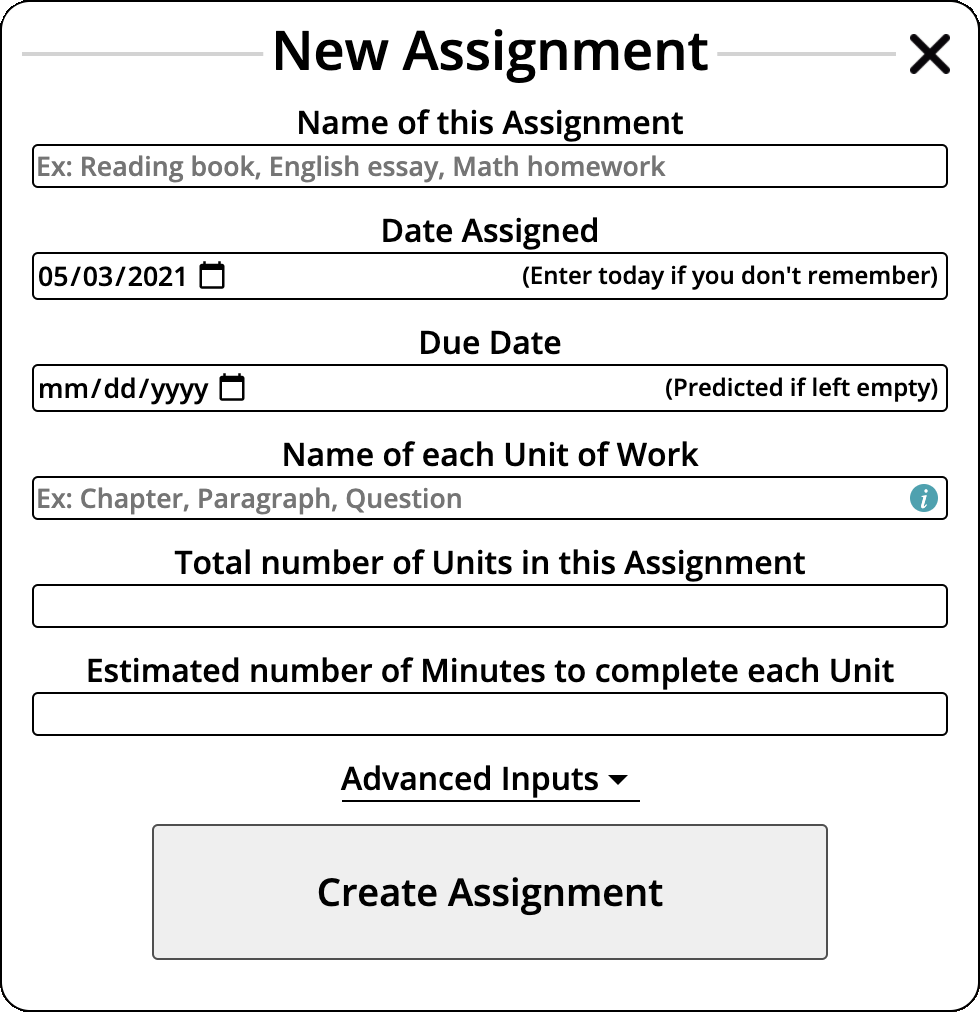 New Assignment
Name of this Assignment
Ex: Reading book, English essay, Math homework
Date Assigned
05/03/2021 (Enter today if you don't remember)
Due Date
mm/dd/yyyy (Predicted if left empty)
Name of each Unit of Work
Ex: Chapter, Paragraph, Question i
Total number of Units in this Assignment
Estimated number of Minutes to complete each Unit
Advanced Inputs
Create Assignment